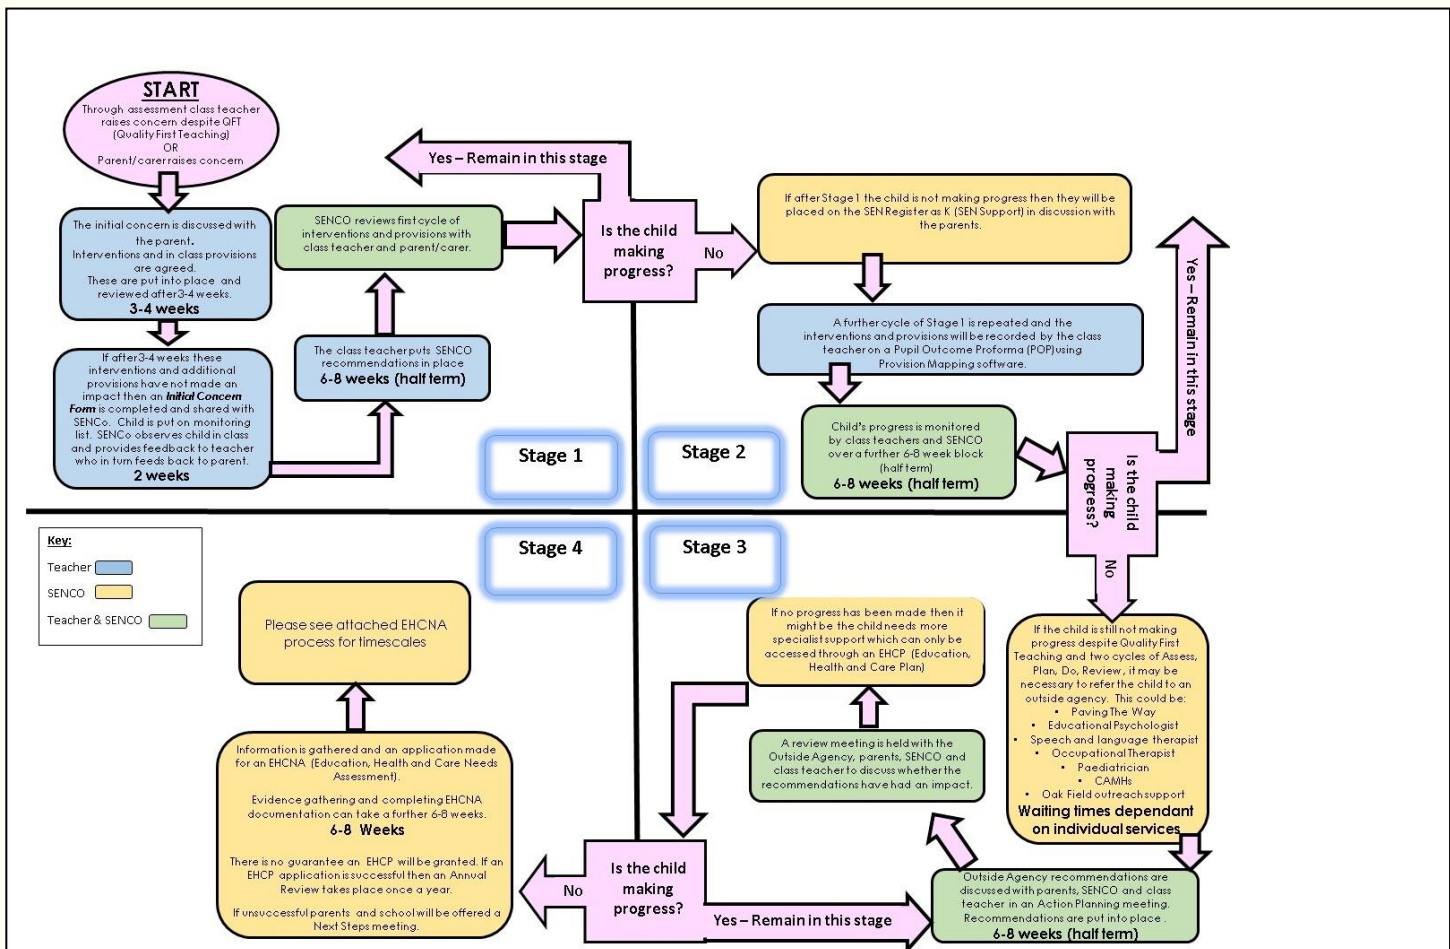 START
Through assessment class teacher
raises concern despite QFT
(Quality First Teaching)
OR
Parent/carer raises concern
The initial concern is discussed with
the parent.
Interventions and in class provisions
are agreed.
These are put into place and
reviewed after 3-4 weeks.
3-4 weeks
If after 3-4 weeks these
interventions and additional
provisions have not made an
impact then an Initial Concern
Form is completed and shared with
SENCo. Child is put on monitoring
list. SENCo observes child in class
and provides feedback to teacher
who in turn feeds back to parent.
2 weeks
The class teacher puts SENCO
recommendations in place
6-8 weeks (half term)
SENCO reviews first cycle of
interventions and provisions with
class teacher and parent/carer.
Is the child
making
progress?
Yes – Remain in this stage
No
Stage 1
Stage 2
If after Stage 1 the child is not making progress then they will be
placed on the SEN Register as K (SEN Support) in discussion with
the parents.
A further cycle of Stage 1 is repeated and the
interventions and provisions will be recorded by the class
teacher on a Pupil Outcome Proforma (POP) using
Provision Mapping software.
Child's progress is monitored
by class teachers and SENCO
over a further 6-8 week block
(half term)
6-8 weeks (half term)
Is the child
making
progress?
Yes – Remain in this stage
No
Stage 4
Stage 3
If the child is still not making
progress despite Quality First
Teaching and two cycles of Assess,
Plan, Do, Review, it may be
necessary to refer the child to an
outside agency. This could be:
• Paving The Way
• Educational Psychologist
• Speech and language therapist
• Occupational Therapist
• Paediatrician
• CAMHs
• Oak Field outreach support
Waiting times dependant
on individual services
Outside Agency recommendations are
discussed with parents, SENCO and class
teacher in an Action Planning meeting.
Recommendations are put into place .
6-8 weeks (half term)
A review meeting is held with the
Outside Agency, parents, SENCO and
class teacher to discuss whether the
recommendations have had an impact.
If no progress has been made then it
might be the child needs more
specialist support which can only be
accessed through an EHCP (Education,
Health and Care Plan)
Is the child
making
progress?
Yes – Remain in this stage
No
Information is gathered and an application made
for an EHCNA (Education, Health and Care Needs
Assessment).
Evidence gathering and completing EHCNA
documentation can take a further 6-8 weeks.
6-8 Weeks
There is no guarantee an EHCP will be granted. If an
EHCP application is successful then an Annual
Review takes place once a year.
If unsuccessful parents and school will be offered a
Next Steps meeting.
Please see attached EHCNA
process for timescales
Key:
Teacher
SENCO
Teacher & SENCO